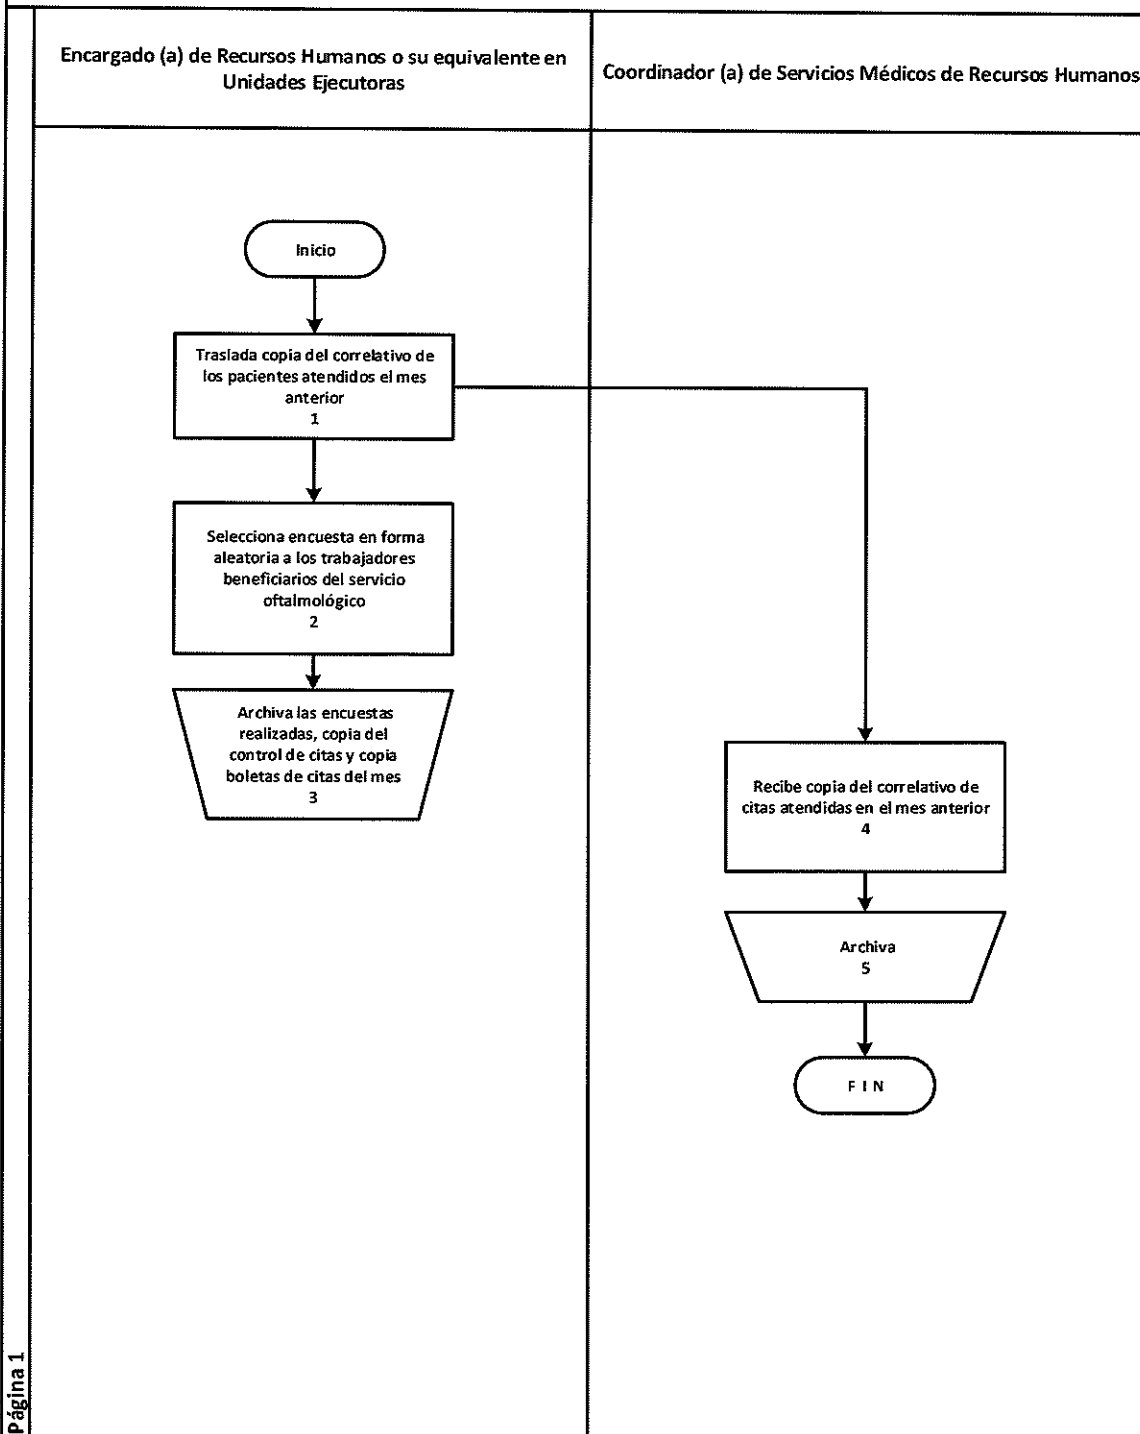 Encargado (a) de Recursos Humanos o su equivalente en
Unidades Ejecutoras
Coordinador (a) de Servicios Médicos de Recursos Humanos
Inicio
Traslada copia del correlativo de
los pacientes atendidos el mes
anterior
1
Selecciona encuesta en forma
aleatoria a los trabajadores
beneficiarios del servicio
oftalmológico
2
Archiva las encuestas
realizadas, copia del
control de citas y copia
boletas de citas del mes
3
Recibe copia del correlativo de
citas atendidas en el mes anterior
4
Archiva
5
F I N
Página 1